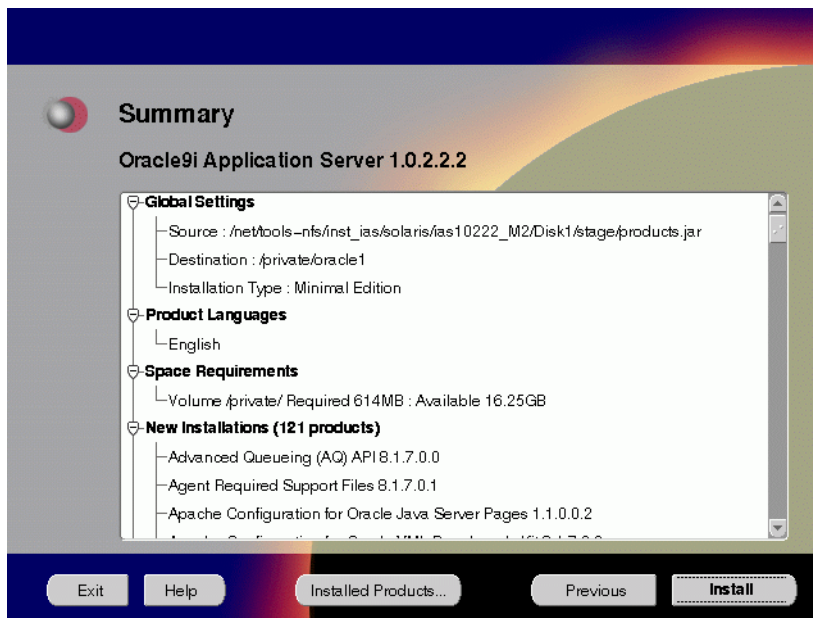 Summary
Oracle9i Application Server 1.0.2.2.2
Global Settings
Source : /net/tools-nfs/inst_ias/solaris/ias10222_M2/Disk1/stage/products.jar
Destination : /private/oracle1
Installation Type : Minimal Edition
Product Languages
English
Space Requirements
Volume /private/ Required 614MB : Available 16.25GB
New Installations (121 products)
Advanced Queueing (AQ) API 8.1.7.0.0
Agent Required Support Files 8.1.7.0.1
Apache Configuration for Oracle Java Server Pages 1.1.0.0.2
Exit
Help
Installed Products...
Previous
Install